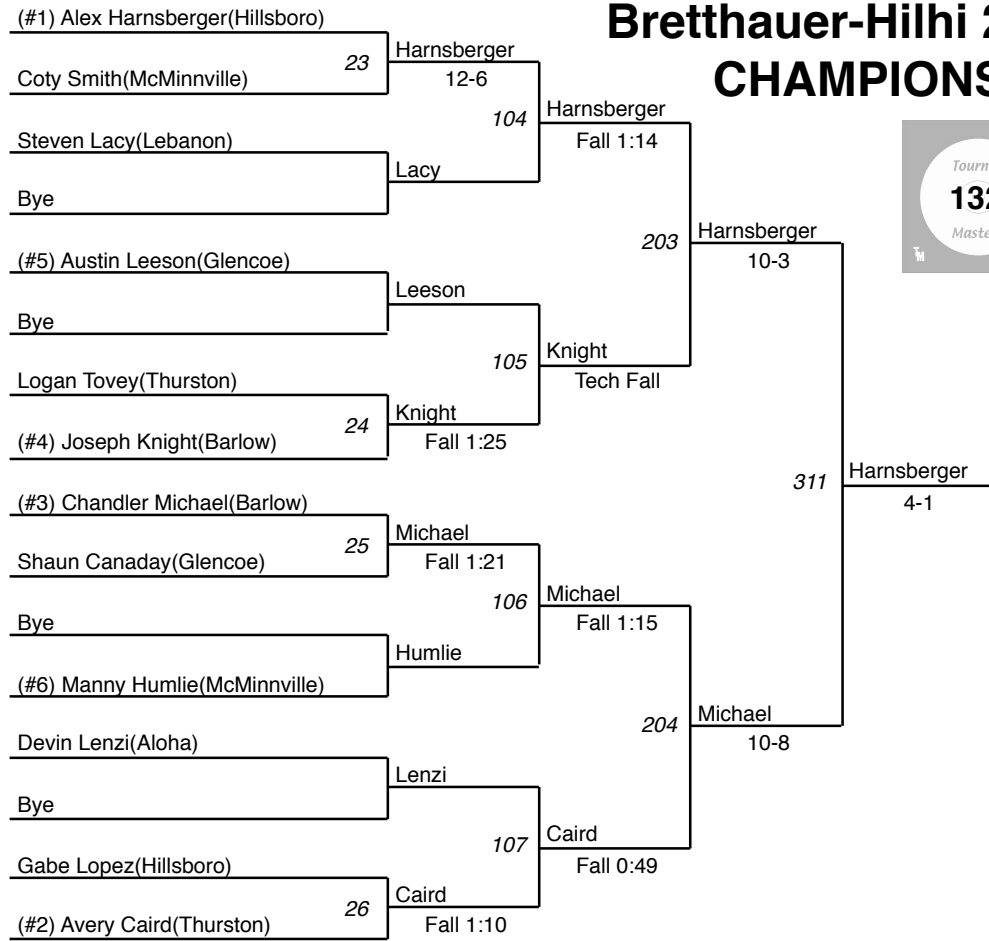 Bretthauer-Hilhi
CHAMPIONS
(#1) Alex Harnsberger(Hillsboro)
23
Harnsberger
12-6
Coty Smith(McMinnville)
104
Harnsberger
Fall 1:14
Steven Lacy(Lebanon)
Lacy
Bye
203
Harnsberger
10-3
(#5) Austin Leeson(Glencoe)
Leeson
Bye
105
Knight
Tech Fall
Logan Tovey(Thurston)
24
Knight
Fall 1:25
(#4) Joseph Knight(Barlow)
311
Harnsberger
4-1
(#3) Chandler Michael(Barlow)
25
Michael
Fall 1:21
Shaun Canaday(Glencoe)
106
Michael
Fall 1:15
Bye
Humlie
(#6) Manny Humlie(McMinnville)
204
Michael
10-8
Devin Lenzi(Aloha)
Lenzi
Bye
107
Caird
Fall 0:49
Gabe Lopez(Hillsboro)
26
Caird
Fall 1:10
(#2) Avery Caird(Thurston)
Tourn
132
Maste
TM